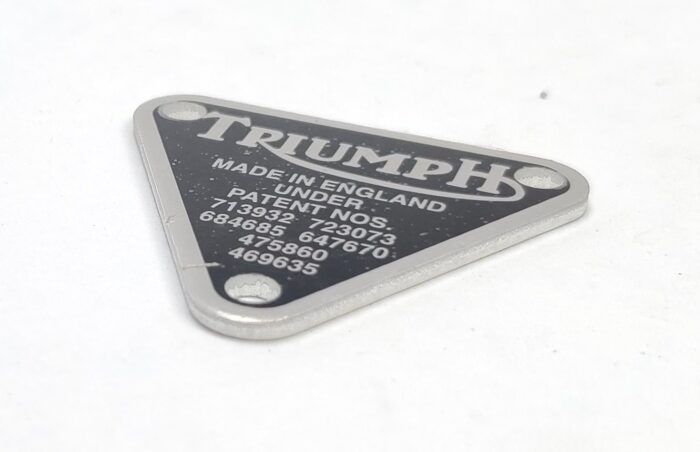 TRIUMPH
MADE IN ENGLAND
UNDER
PATENT NOS.
713932 723073
684685 647670
475860
469635